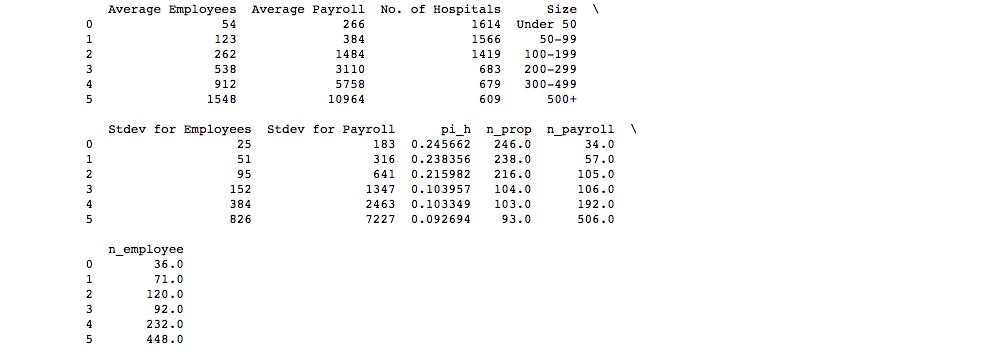 Average Employees Average Payroll No. of Hospitals Size \
0 54 266 1614 Under 50
1 123 384 1566 50-99
2 262 1484 1419 100-199
3 538 3110 683 200-299
4 912 5758 679 300-499
5 1548 10964 609 500+
Stdev for Employees Stdev for Payroll pi_h n_prop n_payroll \
0 25 183 0.245662 246.0 34.0
1 51 316 0.238356 238.0 57.0
2 95 641 0.215982 216.0 105.0
3 152 1347 0.103957 104.0 106.0
4 384 2463 0.103349 103.0 192.0
5 826 7227 0.092694 93.0 506.0
n_employee
0 36.0
1 71.0
2 120.0
3 92.0
4 232.0
5 448.0